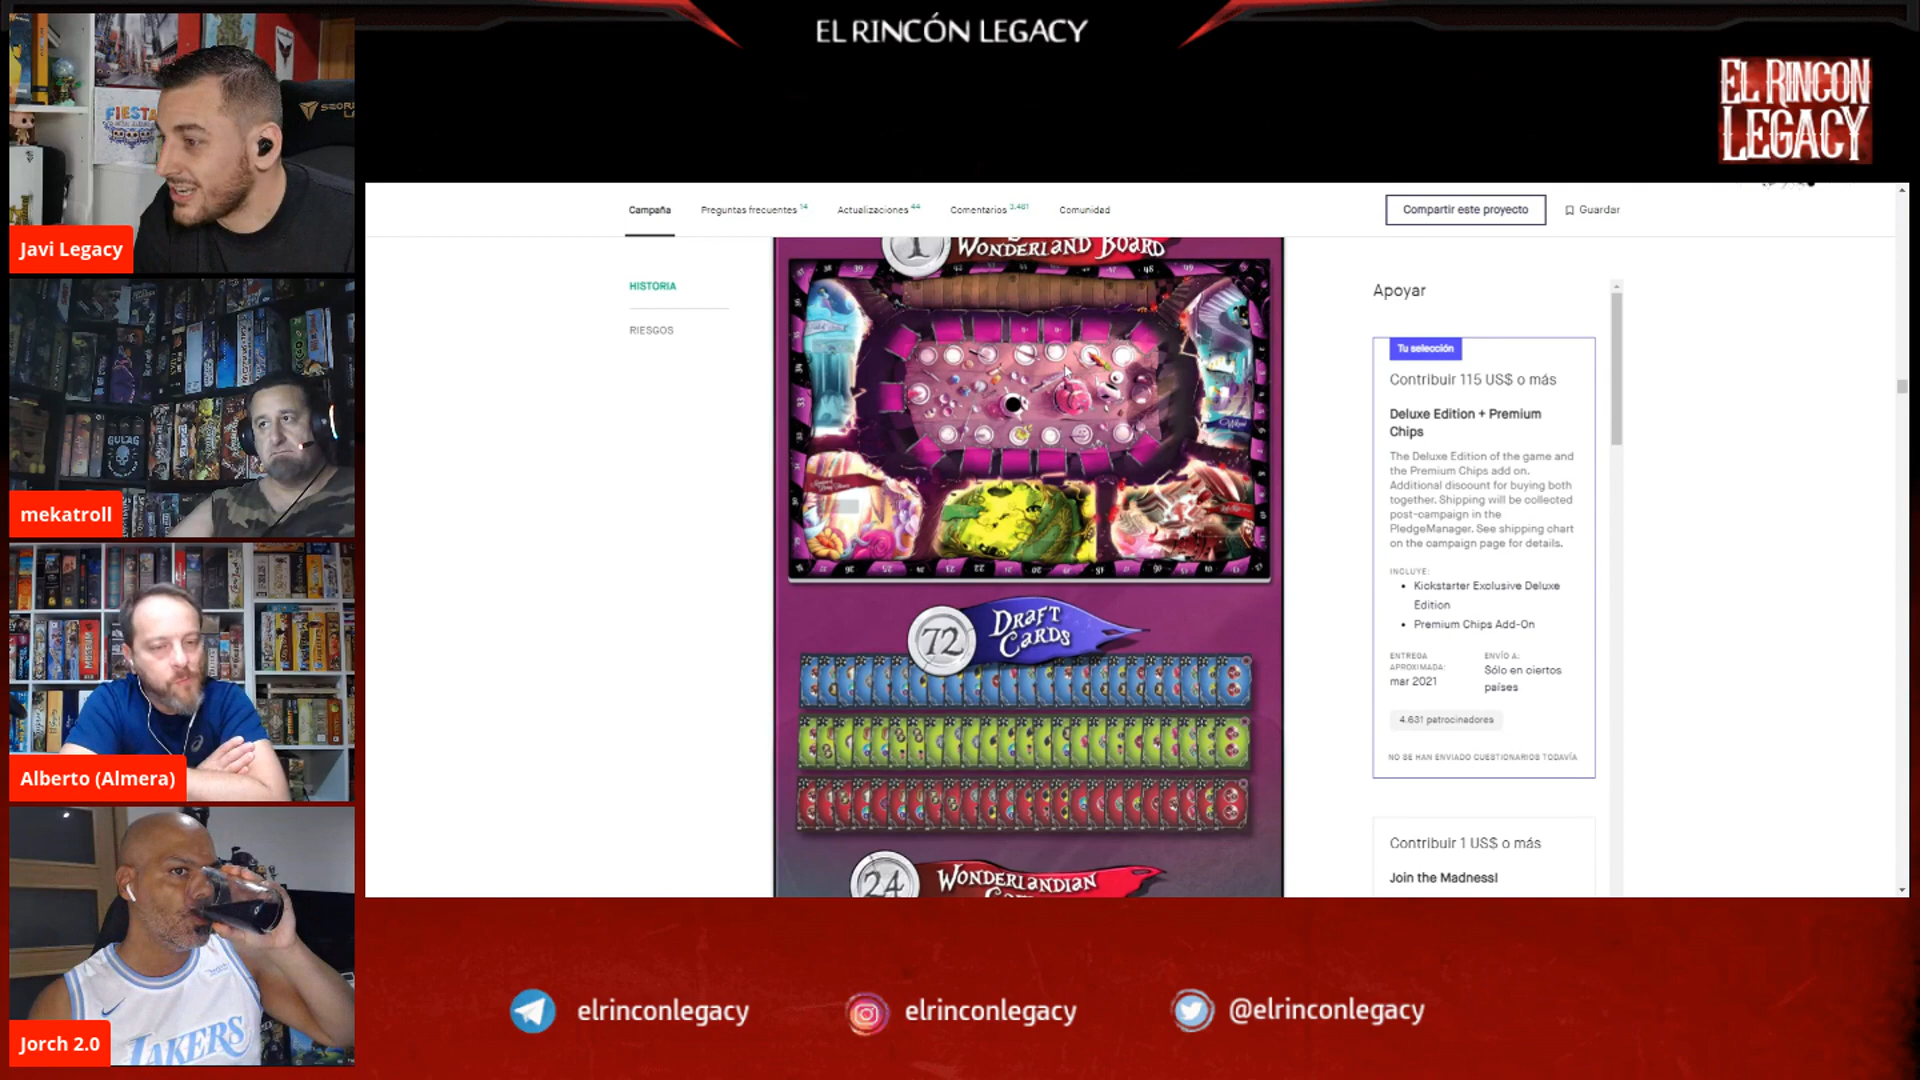 EL RINCÓN LEGACY
EL RINCON
LEGACY
FIESTA
GULAG
MUSEUM
LAKERS
Javi Legacy
mekatroll
Alberto (Almera)
Jorch 2.0
Campaña
Preguntas frecuentes 14
Actualizaciones 44
Comentarios 3.481
Comunidad
Compartir este proyecto
Guardar
HISTORIA
RIESGOS
1
WONDERLAND BOARD
72
DRAFT
CARDS
24
WONDERLANDIAN
Apoyar
Tu selección
Contribuir 115 US$ o más
Deluxe Edition + Premium
Chips
The Deluxe Edition of the game and
the Premium Chips add on.
Additional discount for buying both
together. Shipping will be collected
post-campaign in the
PledgeManager. See shipping chart
on the campaign page for details.
INCLUYE:
Kickstarter Exclusive Deluxe
Edition
Premium Chips Add-On
ENTREGA
APROXIMADA:
mar 2021
ENVÍO A:
Sólo en ciertos
países
4.631 patrocinadores
NO SE HAN ENVIADO CUESTIONARIOS TODAVÍA
Contribuir 1 US$ o más
Join the Madness!
elrinconlegacy
elrinconlegacy
@elrinconlegacy